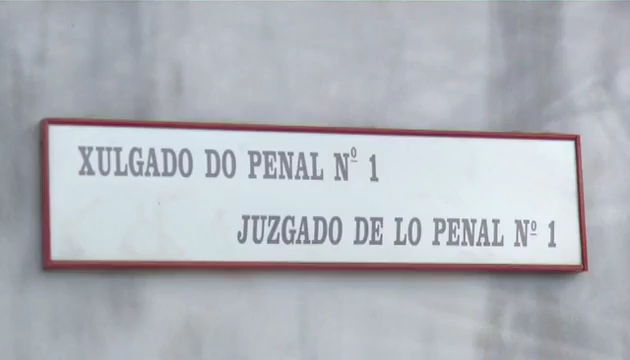 XULGADO DO PENAL Nº 1
JUZGADO DE LO PENAL Nº 1